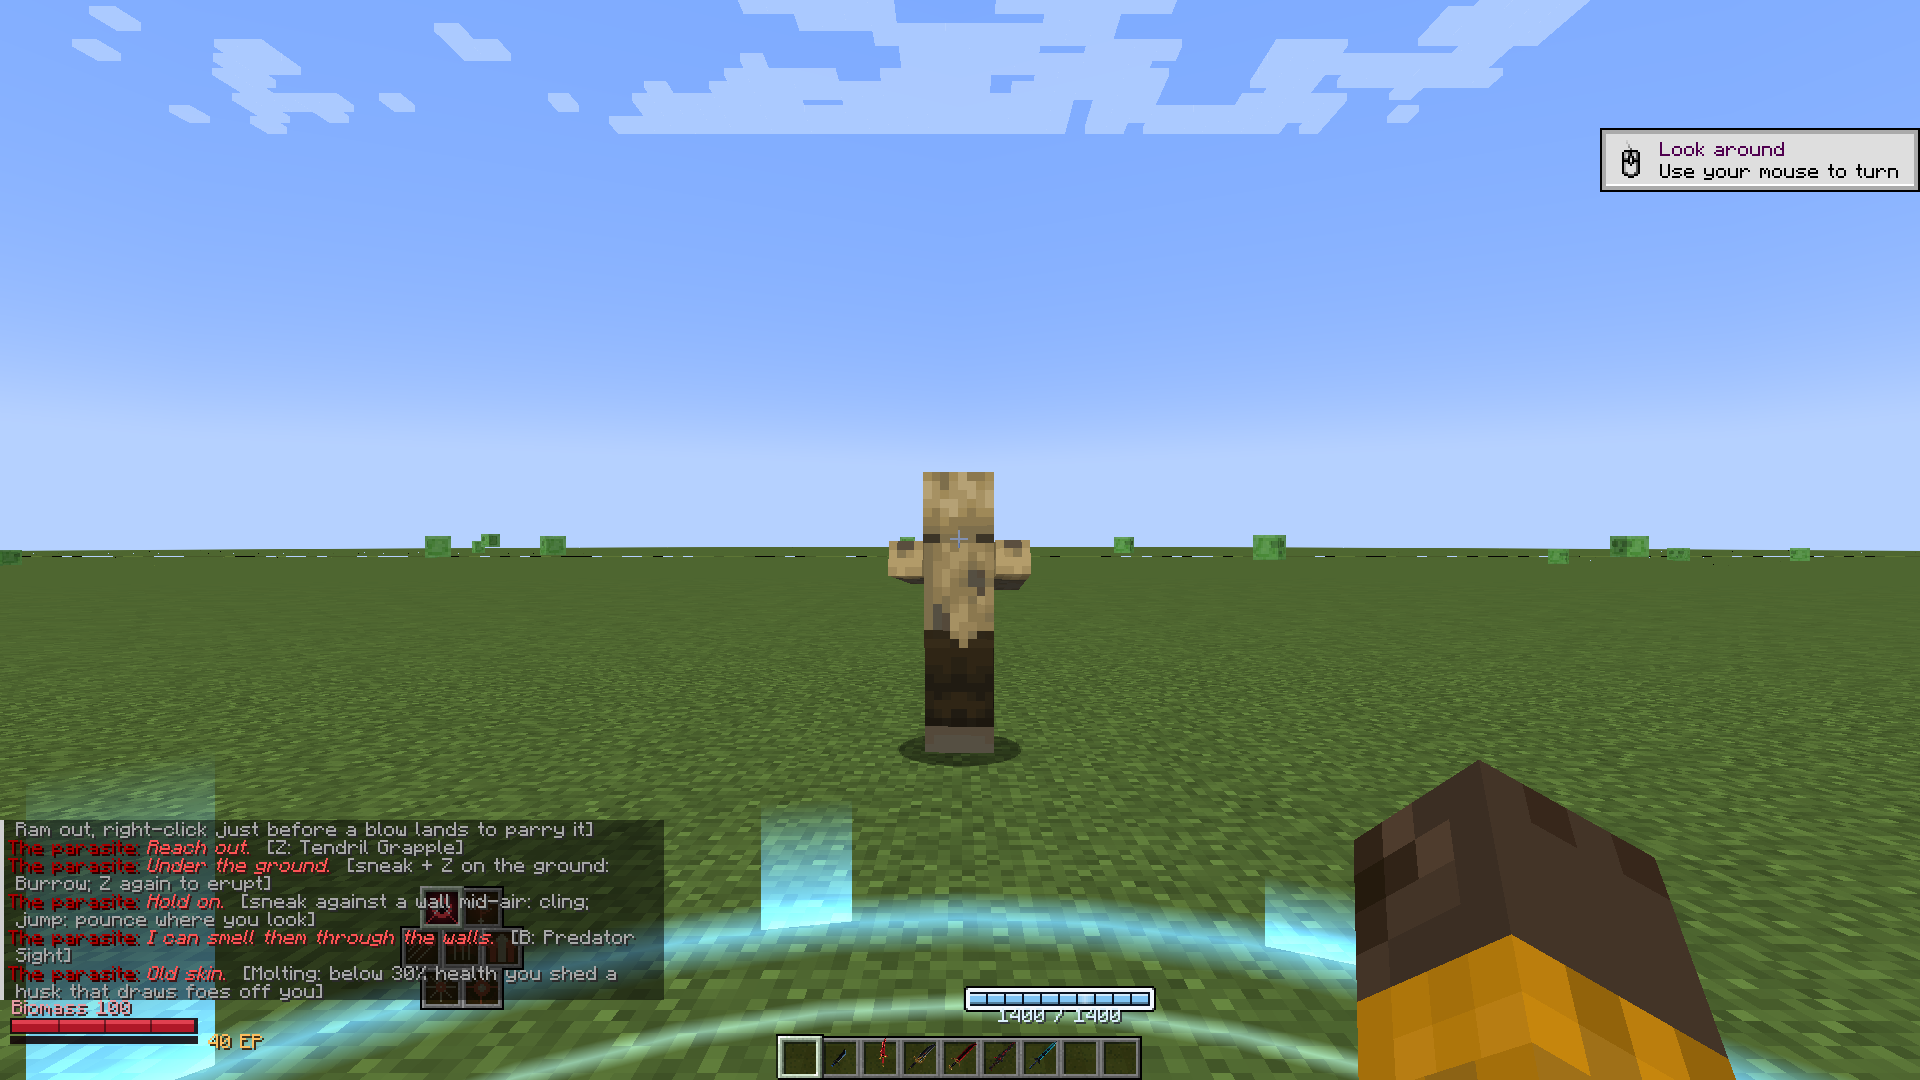 Look around
Use your mouse to turn
Ram out, right-click just before a blow lands to parry it]
The parasite: Reach out. [Z: Tendril Grapple]
The parasite: Under the ground. [sneak + Z on the ground:
Burrow; Z again to erupt]
The parasite: Hold on. [sneak against a wall mid-air: cling;
jump: pounce where you look]
The parasite: I can smell them through the walls. [B: Predator
Sight]
The parasite: Old skin. [Molting: below 30% health you shed a
husk that draws foes off you]
Biomass 100
40 EP
1400 / 1400